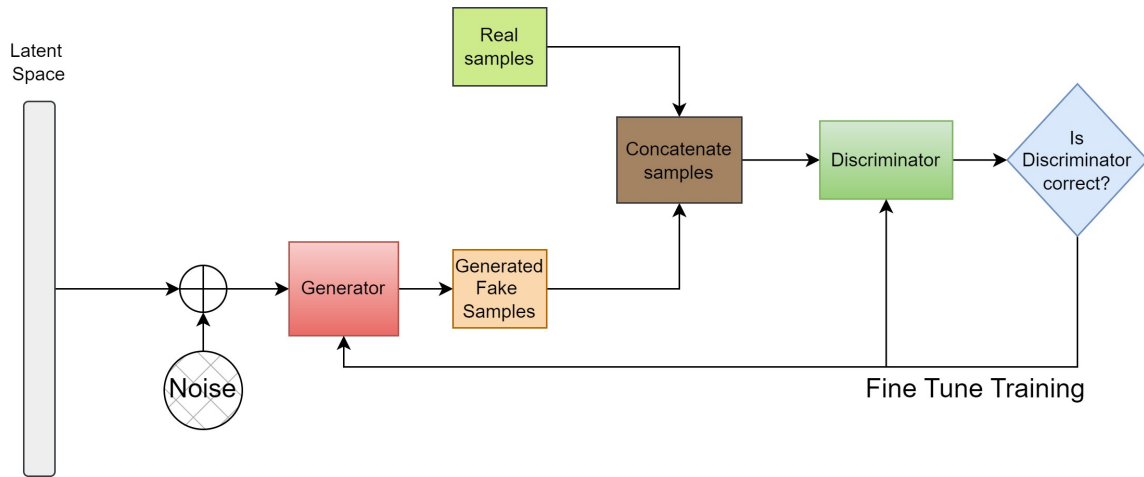 Latent
Space
Real
samples
Concatenate
samples
Discriminator
Is
Discriminator
correct?
Generator
Generated
Fake
Samples
Noise
Fine Tune Training